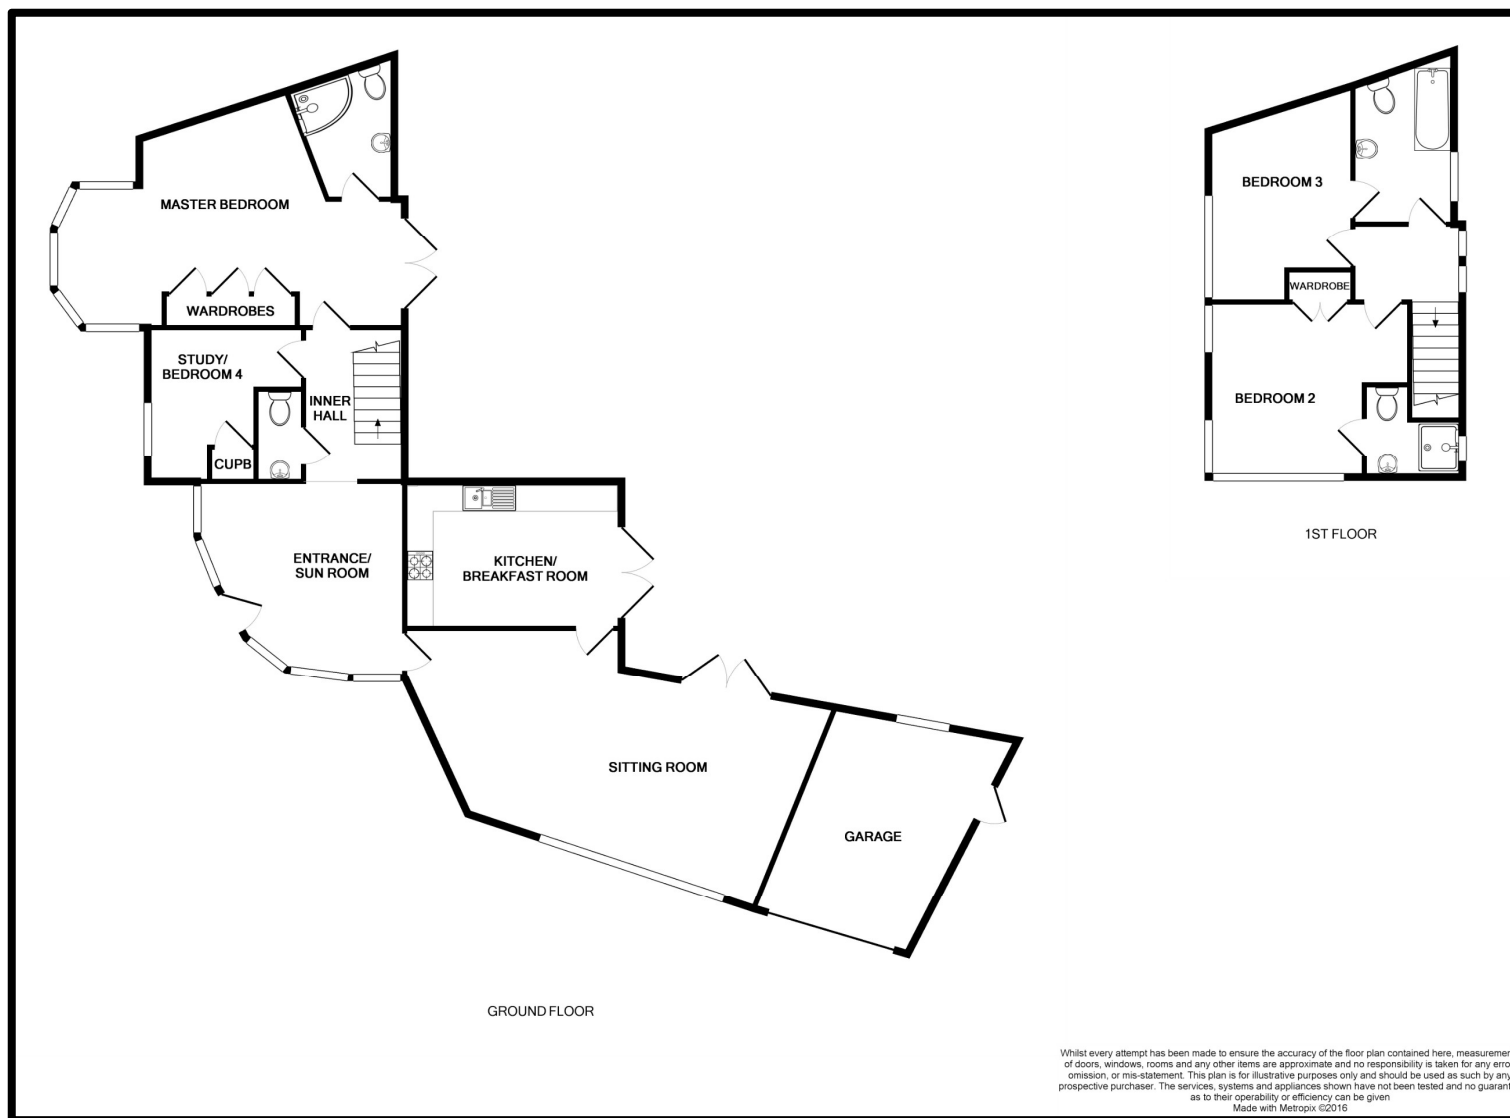 MASTER BEDROOM
WARDROBES
STUDY/
BEDROOM 4
INNER
HALL
CUPB
ENTRANCE/
SUN ROOM
KITCHEN/
BREAKFAST ROOM
SITTING ROOM
GARAGE
GROUND FLOOR
BEDROOM 3
WARDROBE
BEDROOM 2
1ST FLOOR
Whilst every attempt has been made to ensure the accuracy of the floor plan contained here, measuremen
of doors, windows, rooms and any other items are approximate and no responsibility is taken for any erro
omission, or mis-statement. This plan is for illustrative purposes only and should be used as such by any
prospective purchaser. The services, systems and appliances shown have not been tested and no guarant
as to their operability or efficiency can be given
Made with Metropix ©2016